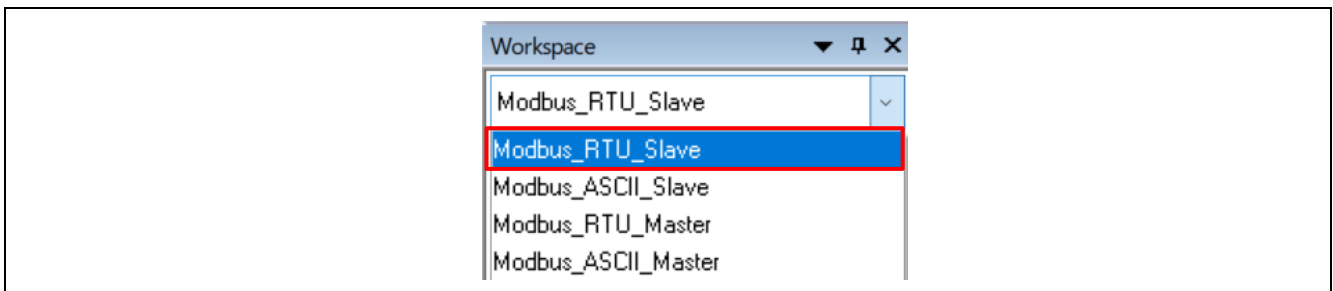 Workspace
Modbus_RTU_Slave
Modbus_RTU_Slave
Modbus_ASCII_Slave
Modbus_RTU_Master
Modbus_ASCII_Master